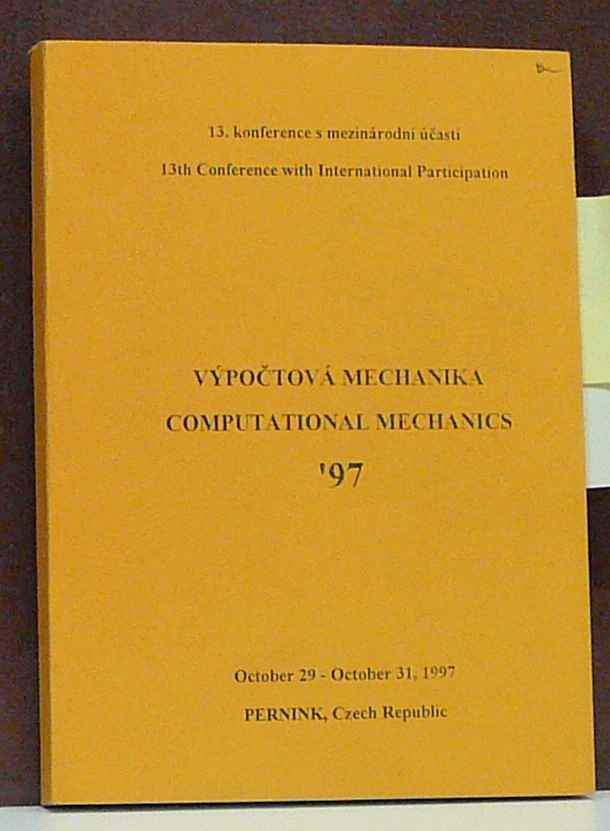 13. konference s mezinárodní účastí
13th Conference with International Participation
VÝPOČTOVÁ MECHANIKA
COMPUTATIONAL MECHANICS
'97
October 29 - October 31, 1997
PERNINK, Czech Republic